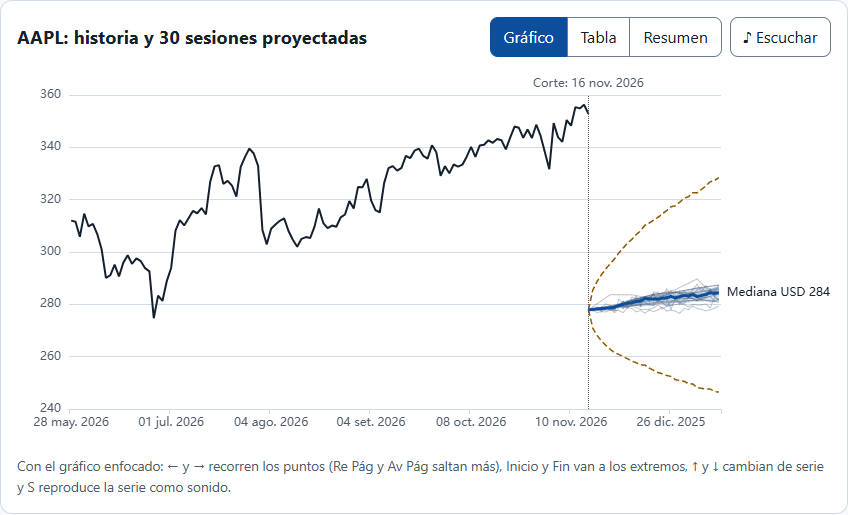 AAPL: historia y 30 sesiones proyectadas
Gráfico Tabla Resumen ♪ Escuchar
Corte: 16 nov. 2026
360
340
320
300
280
260
240
Mediana USD 284
28 may. 2026 01 jul. 2026 04 ago. 2026 04 set. 2026 08 oct. 2026 10 nov. 2026 26 dic. 2025
Con el gráfico enfocado: ← y → recorren los puntos (Re Pág y Av Pág saltan más), Inicio y Fin van a los extremos, ↑ y ↓ cambian de serie
y S reproduce la serie como sonido.